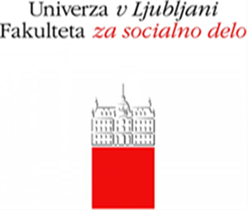 Univerza v Ljubljani
Fakulteta za socialno delo